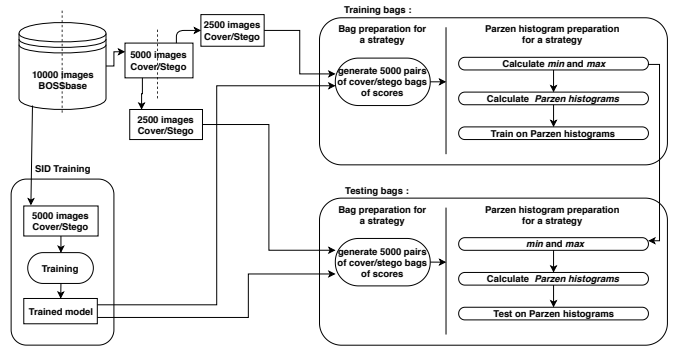 10000 images
BOSSbase
5000 images
Cover/Stego
2500 images
Cover/Stego
2500 images
Cover/Stego
SID Training
5000 images
Cover/Stego
Training
Trained model
Training bags :
Bag preparation for
a strategy
generate 5000 pairs
of cover/stego bags
of scores
Parzen histogram preparation
for a strategy
Calculate min and max
Calculate Parzen histograms
Train on Parzen histograms
Testing bags :
Bag preparation for
a strategy
generate 5000 pairs
of cover/stego bags
of scores
Parzen histogram preparation
for a strategy
min and max
Calculate Parzen histograms
Test on Parzen histograms